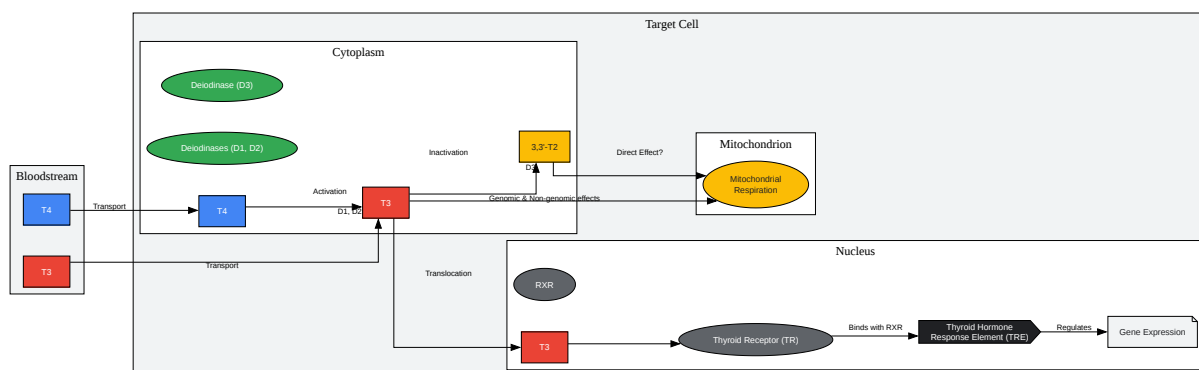 Target Cell
Cytoplasm
Deiodinase (D3)
Deiodinases (D1, D2)
Inactivation
3,3'-T2
D3
Direct Effect?
Mitochondrion
Mitochondrial
Respiration
Bloodstream
T4
Transport
T4
Activation
D1, D2
T3
Genomic & Non-genomic effects
T3
Transport
Translocation
Nucleus
RXR
T3
Thyroid Receptor (TR)
Binds with RXR
Thyroid Hormone
Response Element (TRE)
Regulates
Gene Expression